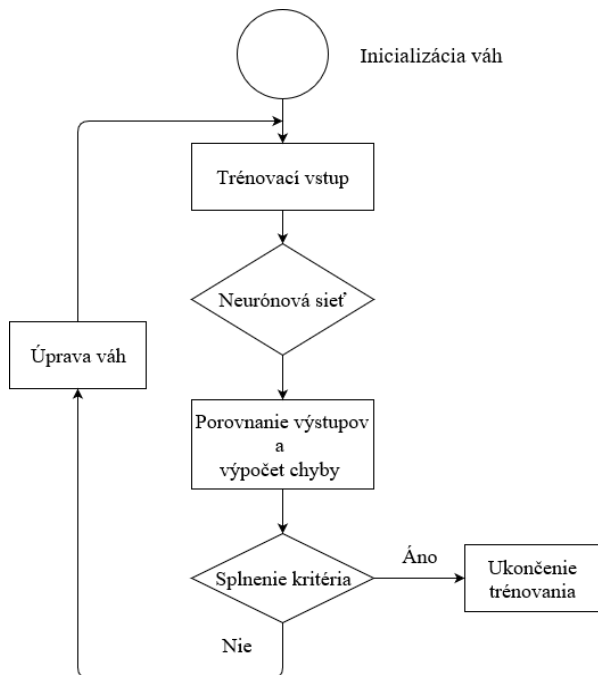 Inicializácia váh
Trénovací vstup
Neurónová sieť
Úprava váh
Porovnanie výstupov
a
výpočet chyby
Splnenie kritéria
Áno
Ukončenie
trénovania
Nie